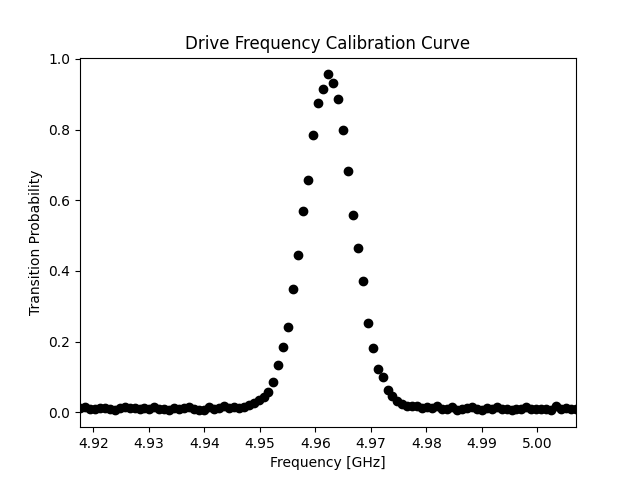 Drive Frequency Calibration Curve
Transition Probability
1.0
0.8
0.6
0.4
0.2
0.0
4.92 4.93 4.94 4.95 4.96 4.97 4.98 4.99 5.00
Frequency [GHz]